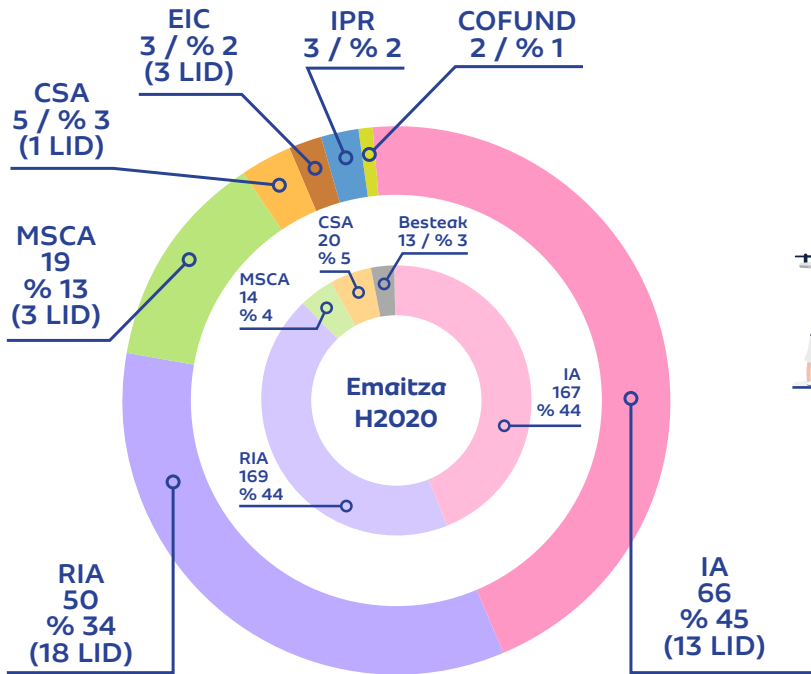 EIC
3 / % 2
(3 LID)
IPR
3 / % 2
COFUND
2 / % 1
CSA
5 / % 3
(1 LID)
MSCA
19
% 13
(3 LID)
CSA
20
% 5
Besteak
13 / % 3
MSCA
14
% 4
Emaitza
H2020
IA
167
% 44
RIA
169
% 44
RIA
50
% 34
(18 LID)
IA
66
% 45
(13 LID)